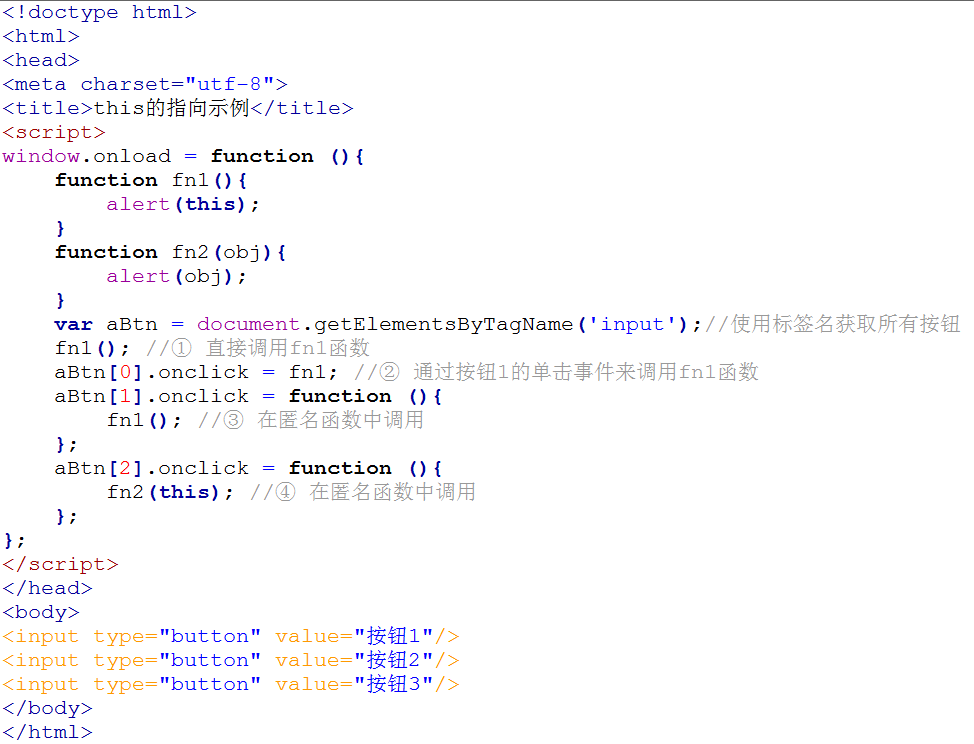 <!doctype html>
<html>
<head>
<meta charset="utf-8">
<title>this的指向示例</title>
<script>
window.onload = function (){
    function fn1(){
        alert(this);
    }
    function fn2(obj){
        alert(obj);
    }
    var aBtn = document.getElementsByTagName('input');//使用标签名获取所有按钮
    fn1(); //① 直接调用fn1函数
    aBtn[0].onclick = fn1; //② 通过按钮1的单击事件来调用fn1函数
    aBtn[1].onclick = function (){
        fn1(); //③ 在匿名函数中调用
    };
    aBtn[2].onclick = function (){
        fn2(this); //④ 在匿名函数中调用
    };
};
</script>
</head>
<body>
<input type="button" value="按钮1"/>
<input type="button" value="按钮2"/>
<input type="button" value="按钮3"/>
</body>
</html>